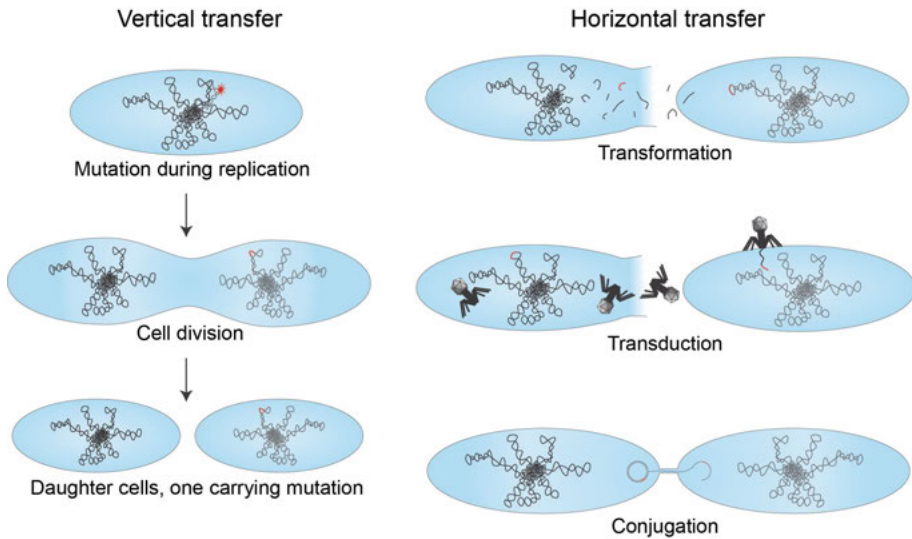 Vertical transfer
Mutation during replication
Cell division
Daughter cells, one carrying mutation
Horizontal transfer
Transformation
Transduction
Conjugation